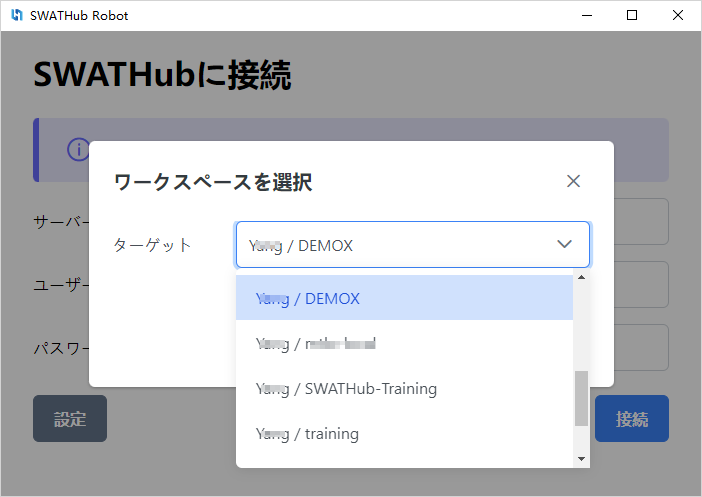 SWATHub Robot
SWATHubに接続
ワークスペースを選択
サーバー
ターゲット
Yang / DEMOX
ユーザー
Yang / DEMOX
パスワー
Yang /
Yang / SWATHub-Training
設定
接続
Yang / training